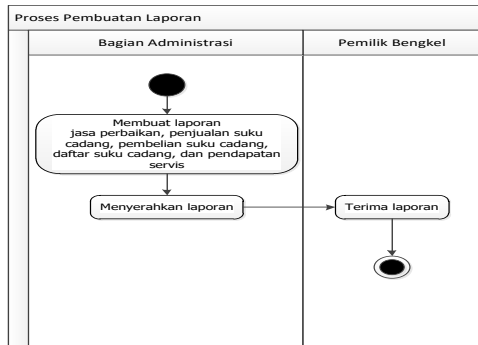 Proses Pembuatan Laporan
Bagian Administrasi
Pemilik Bengkel
Membuat laporan
jasa perbaikan, penjualan suku
cadang, pembelian suku cadang,
daftar suku cadang, dan pendapatan
servis
Menyerahkan laporan
Terima laporan